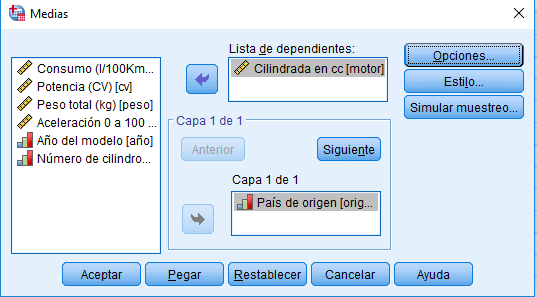 Medias
Lista de dependientes:
Consumo (l/100Km...
Potencia (CV) [cv]
Peso total (kg) [peso]
Aceleración 0 a 100 ...
Año del modelo [año]
Número de cilindro...
Cilindrada en cc [motor]
Opciones...
Estilo...
Simular muestreo...
Capa 1 de 1
Anterior
Siguiente
Capa 1 de 1
País de origen [orig...
Aceptar
Pegar
Restablecer
Cancelar
Ayuda